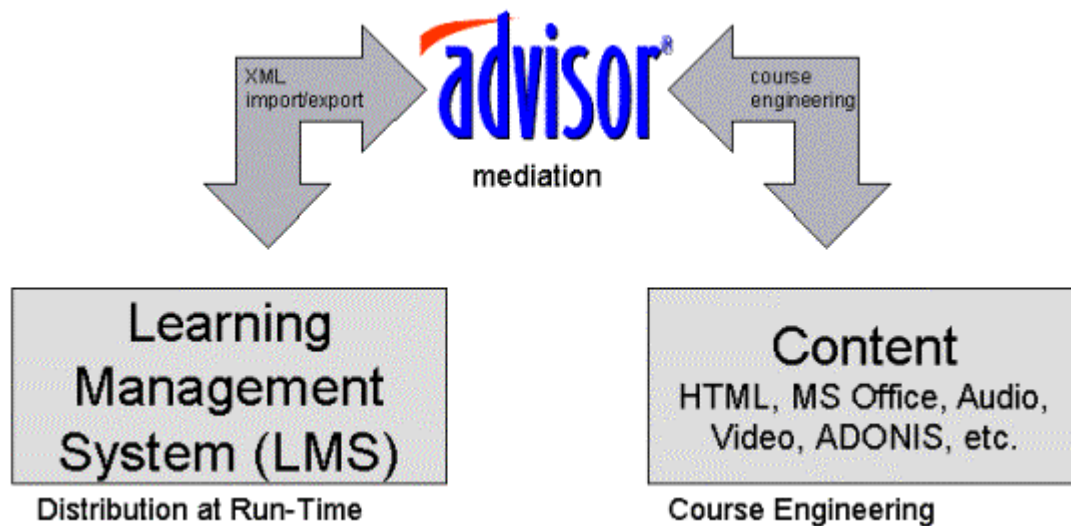 XML
import/export
advisor®
course
engineering
mediation
Learning
Management
System (LMS)
Content
HTML, MS Office, Audio,
Video, ADONIS, etc.
Distribution at Run-Time
Course Engineering